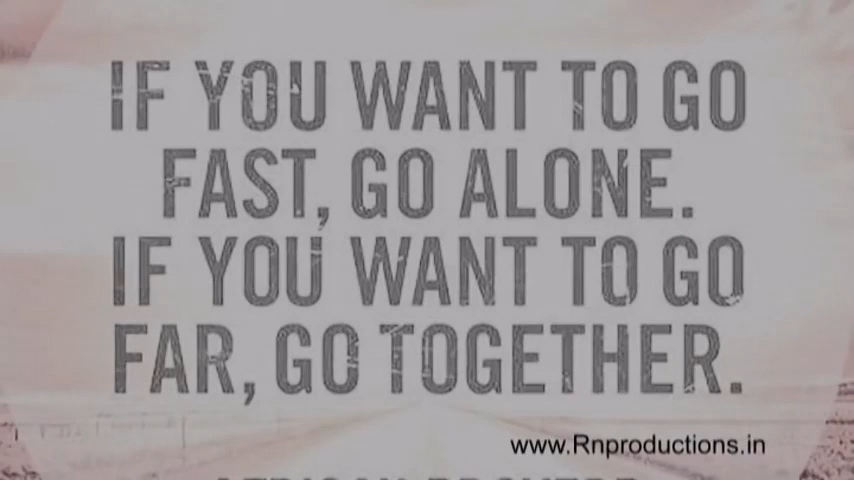 IF YOU WANT TO GO
FAST, GO ALONE.
IF YOU WANT TO GO
FAR, GO TOGETHER.
www.Rnproductions.in